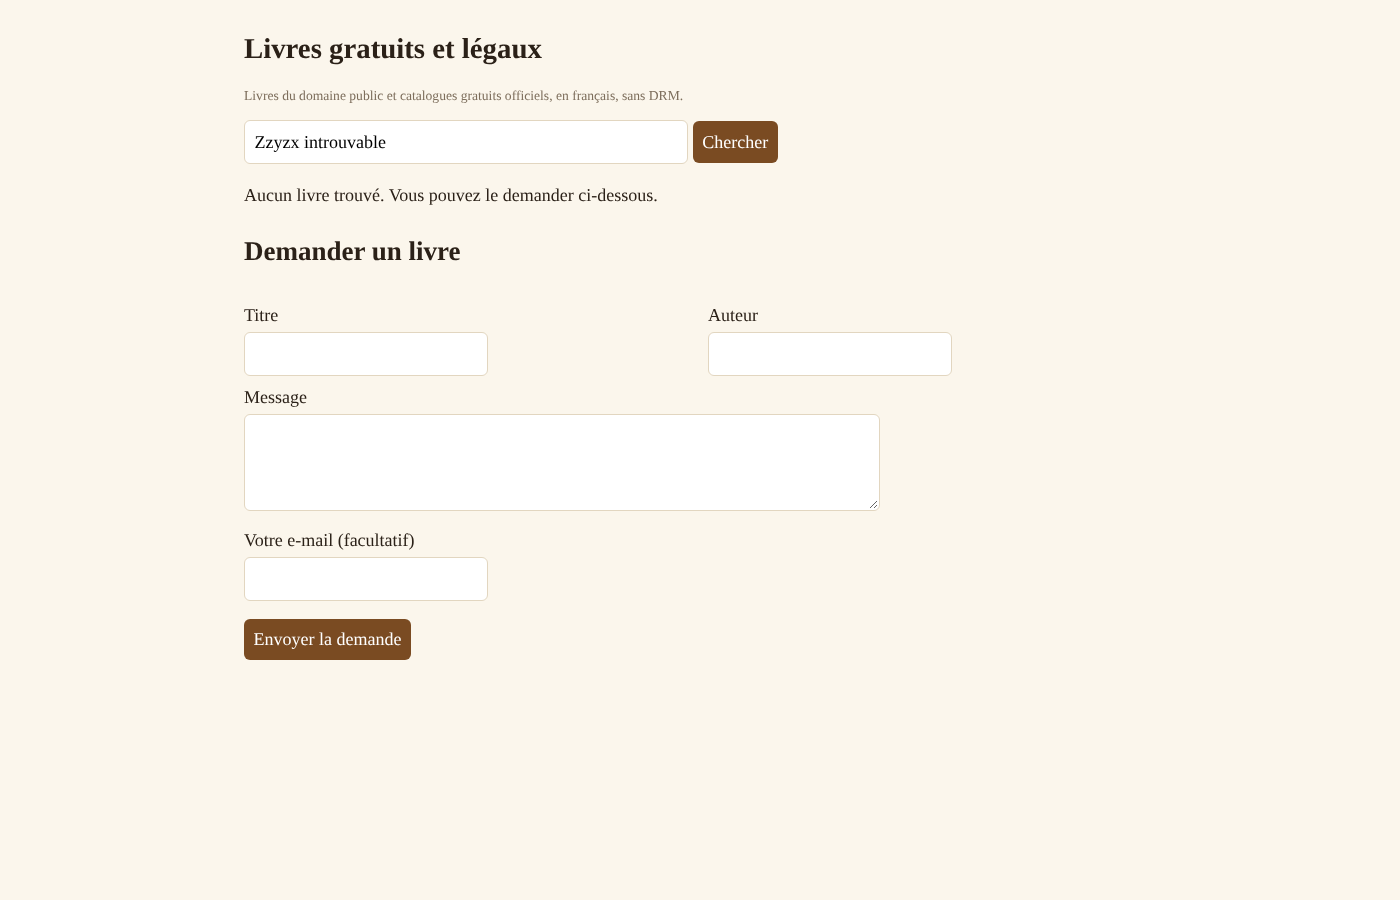 Livres gratuits et légaux
Livres du domaine public et catalogues gratuits officiels, en français, sans DRM.
Zzyzx introuvable
Chercher
Aucun livre trouvé. Vous pouvez le demander ci-dessous.
Demander un livre
Titre
Auteur
Message
Votre e-mail (facultatif)
Envoyer la demande